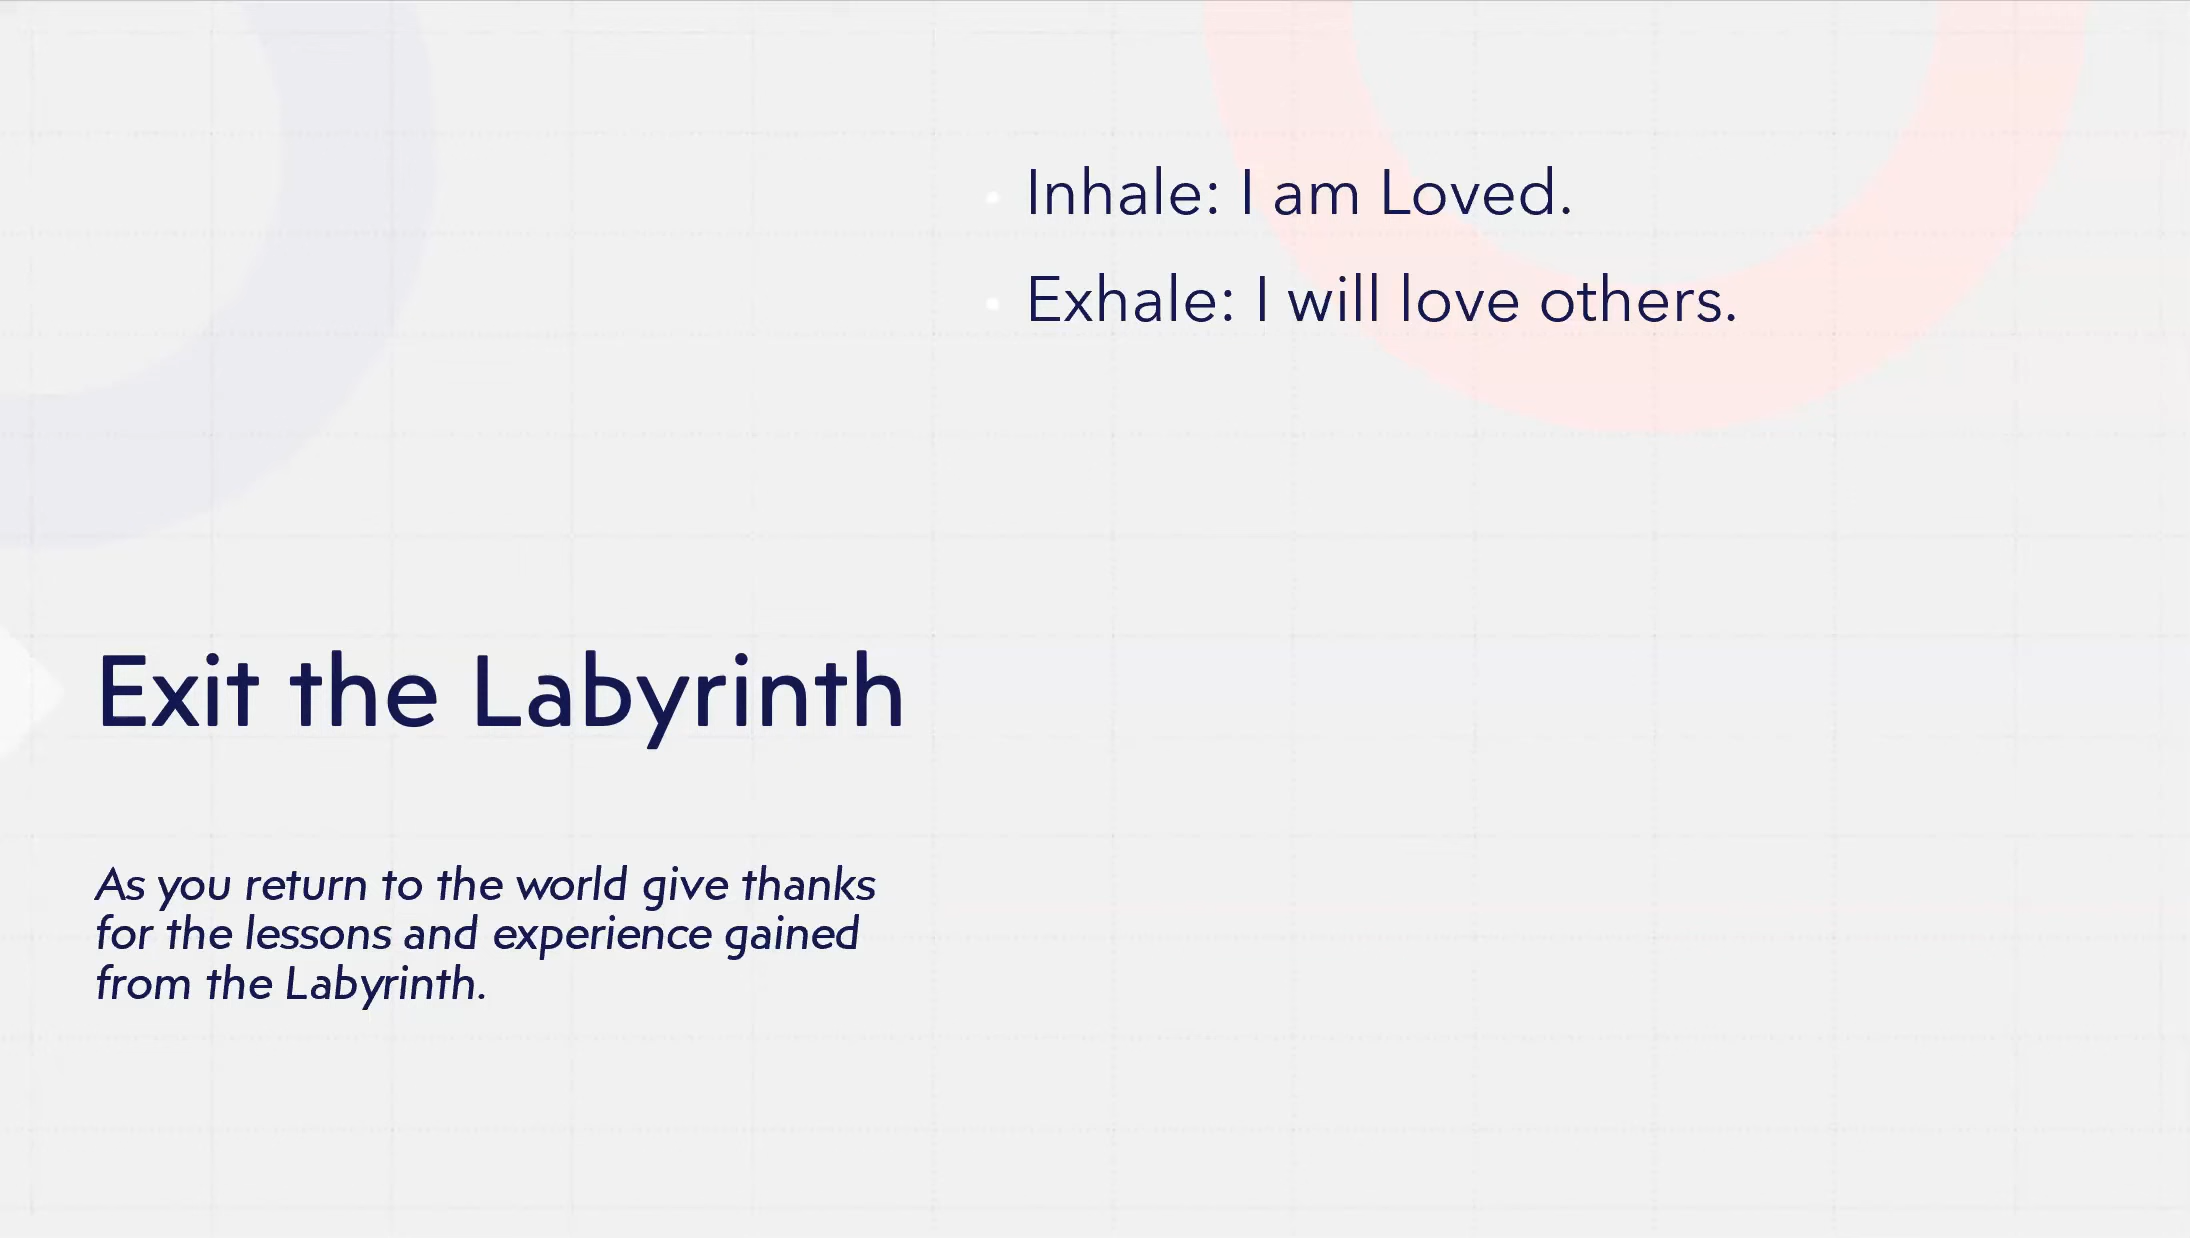 Exit the Labyrinth
As you return to the world give thanks
for the lessons and experience gained
from the Labyrinth.
Inhale: I am Loved.
Exhale: I will love others.